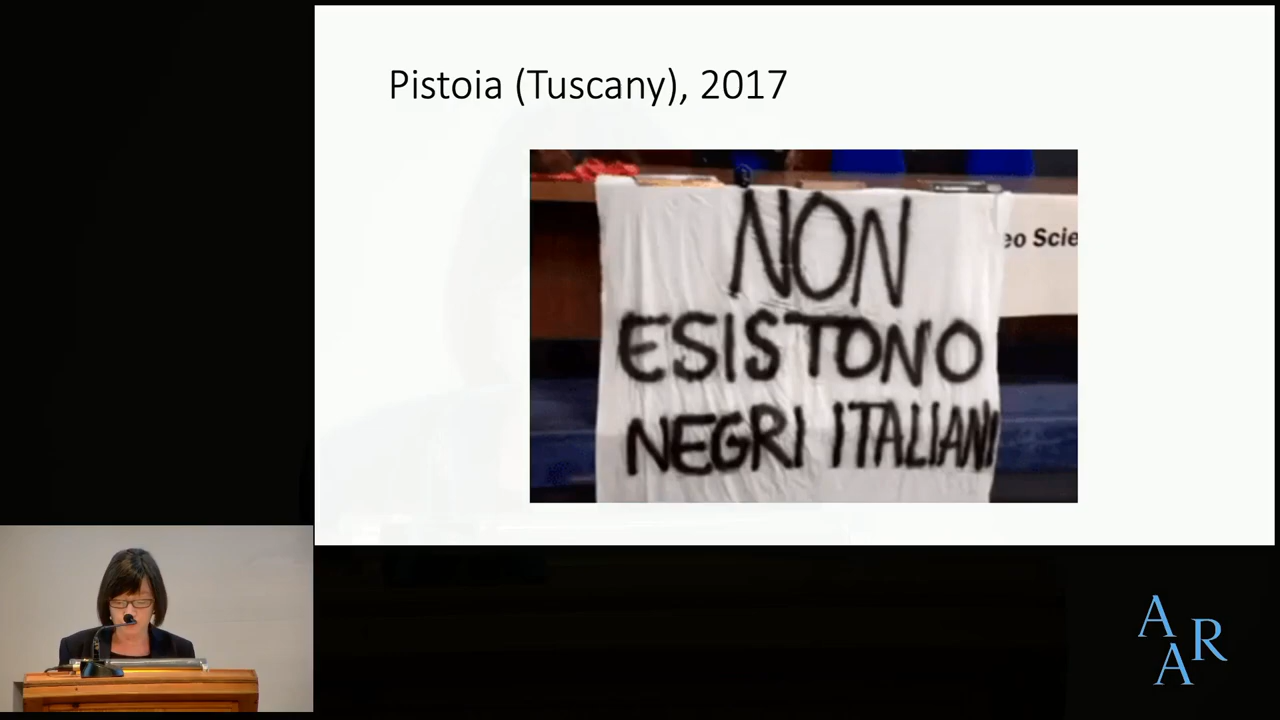 Pistoia (Tuscany), 2017
NON
ESISTONO
NEGRI ITALIANI
eo Scie
A
A R